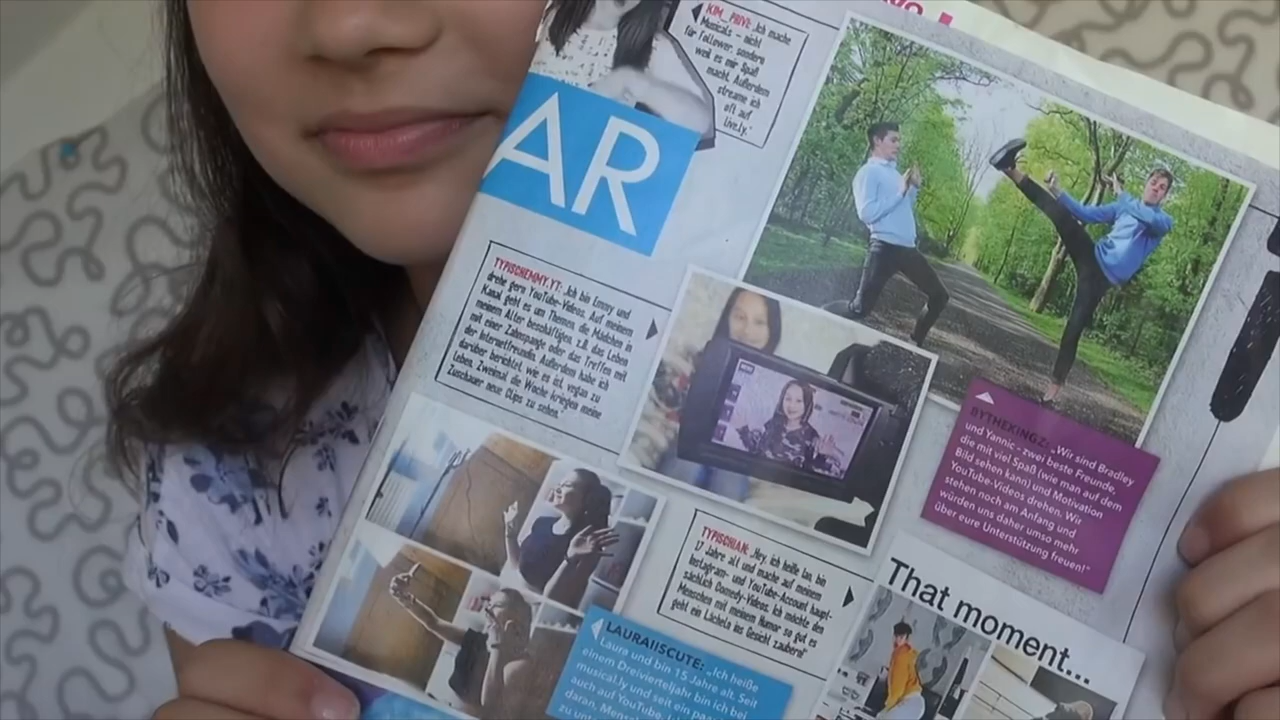 KIM_PRIVE: „Ich mache
Musicals – nicht
für Follower, sondern
weil es mir Spaß
macht. Außerdem
streame ich
oft auf
live.ly."
AR
TYPISCHEMMY.YT: „Ich bin Emmy und
drehe gern YouTube-Videos. Auf meinem
Kanal geht es um Themen, die Mädchen in
meinem Alter beschäftigen, z.B. das Leben
mit einer Zahnspange oder das Treffen mit
der Internetfreundin. Außerdem habe ich
darüber berichtet, wie es ist, vegan zu
leben. Zweimal die Woche kriegen meine
Zuschauer neue Clips zu sehen."
BYTHEKINGZ: „Wir sind Bradley
und Yannic - zwei beste Freunde,
die mit viel Spaß (wie man auf dem
Bild sehen kann) und Motivation
YouTube-Videos drehen. Wir
stehen noch am Anfang und
würden uns daher umso mehr
über eure Unterstützung freuen!"
TYPISCHIAN: „Hey, ich heiße Ian, bin
17 Jahre alt und mache auf meinem
Instagram- und YouTube-Account haupt-
sächlich Comedy-Videos. Ich möchte den
Menschen mit meinem Humor so gut es
geht ein Lächeln ins Gesicht zaubern!"
That moment...
LAURAIISCUTE: „Ich heiße
Laura und bin 15 Jahre alt. Seit
einem Dreivierteljahr bin ich bei
musical.ly und seit ein paar
auch auf YouTube.
daran,